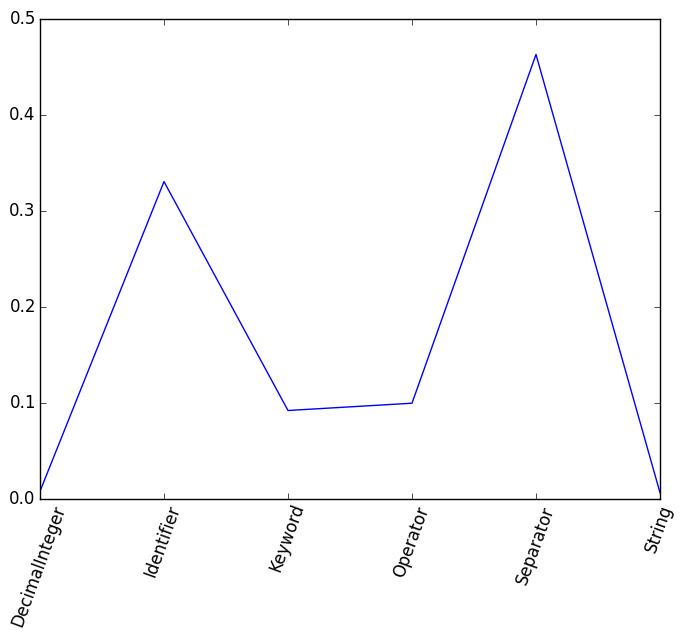 0.5
0.4
0.3
0.2
0.1
0.0
DecimalInteger
Identifier
Keyword
Operator
Separator
String